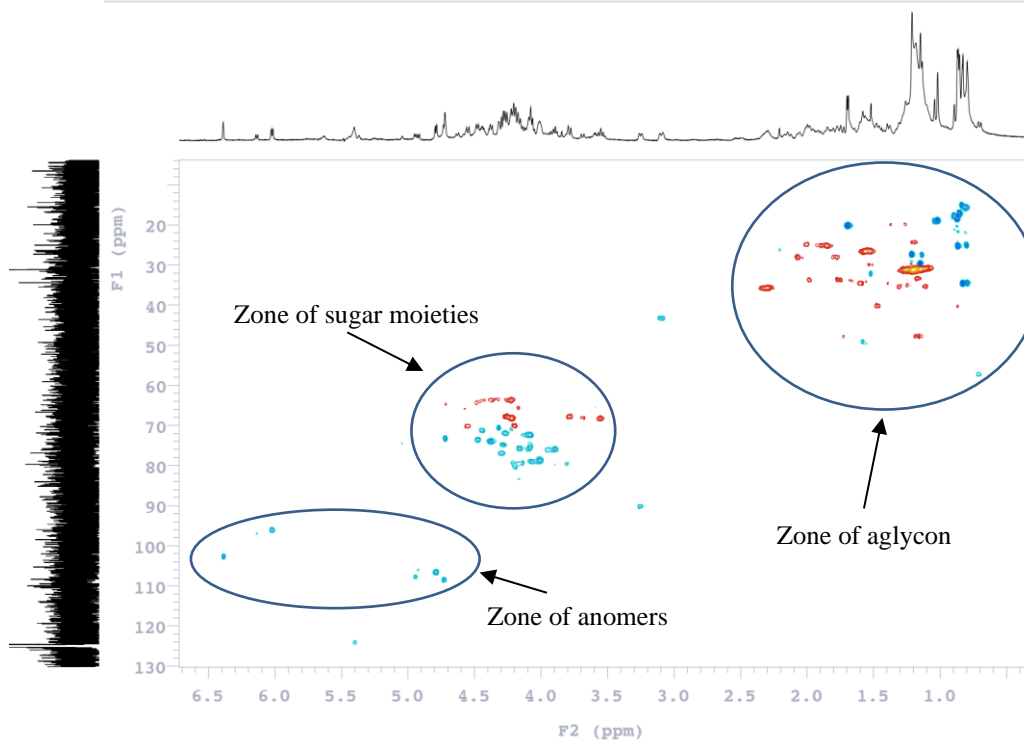 F1 (ppm)
20
30
40
50
60
70
80
90
100
110
120
130
Zone of sugar moieties
Zone of aglycon
Zone of anomers
6.5 6.0 5.5 5.0 4.5 4.0 3.5 3.0 2.5 2.0 1.5 1.0
F2 (ppm)